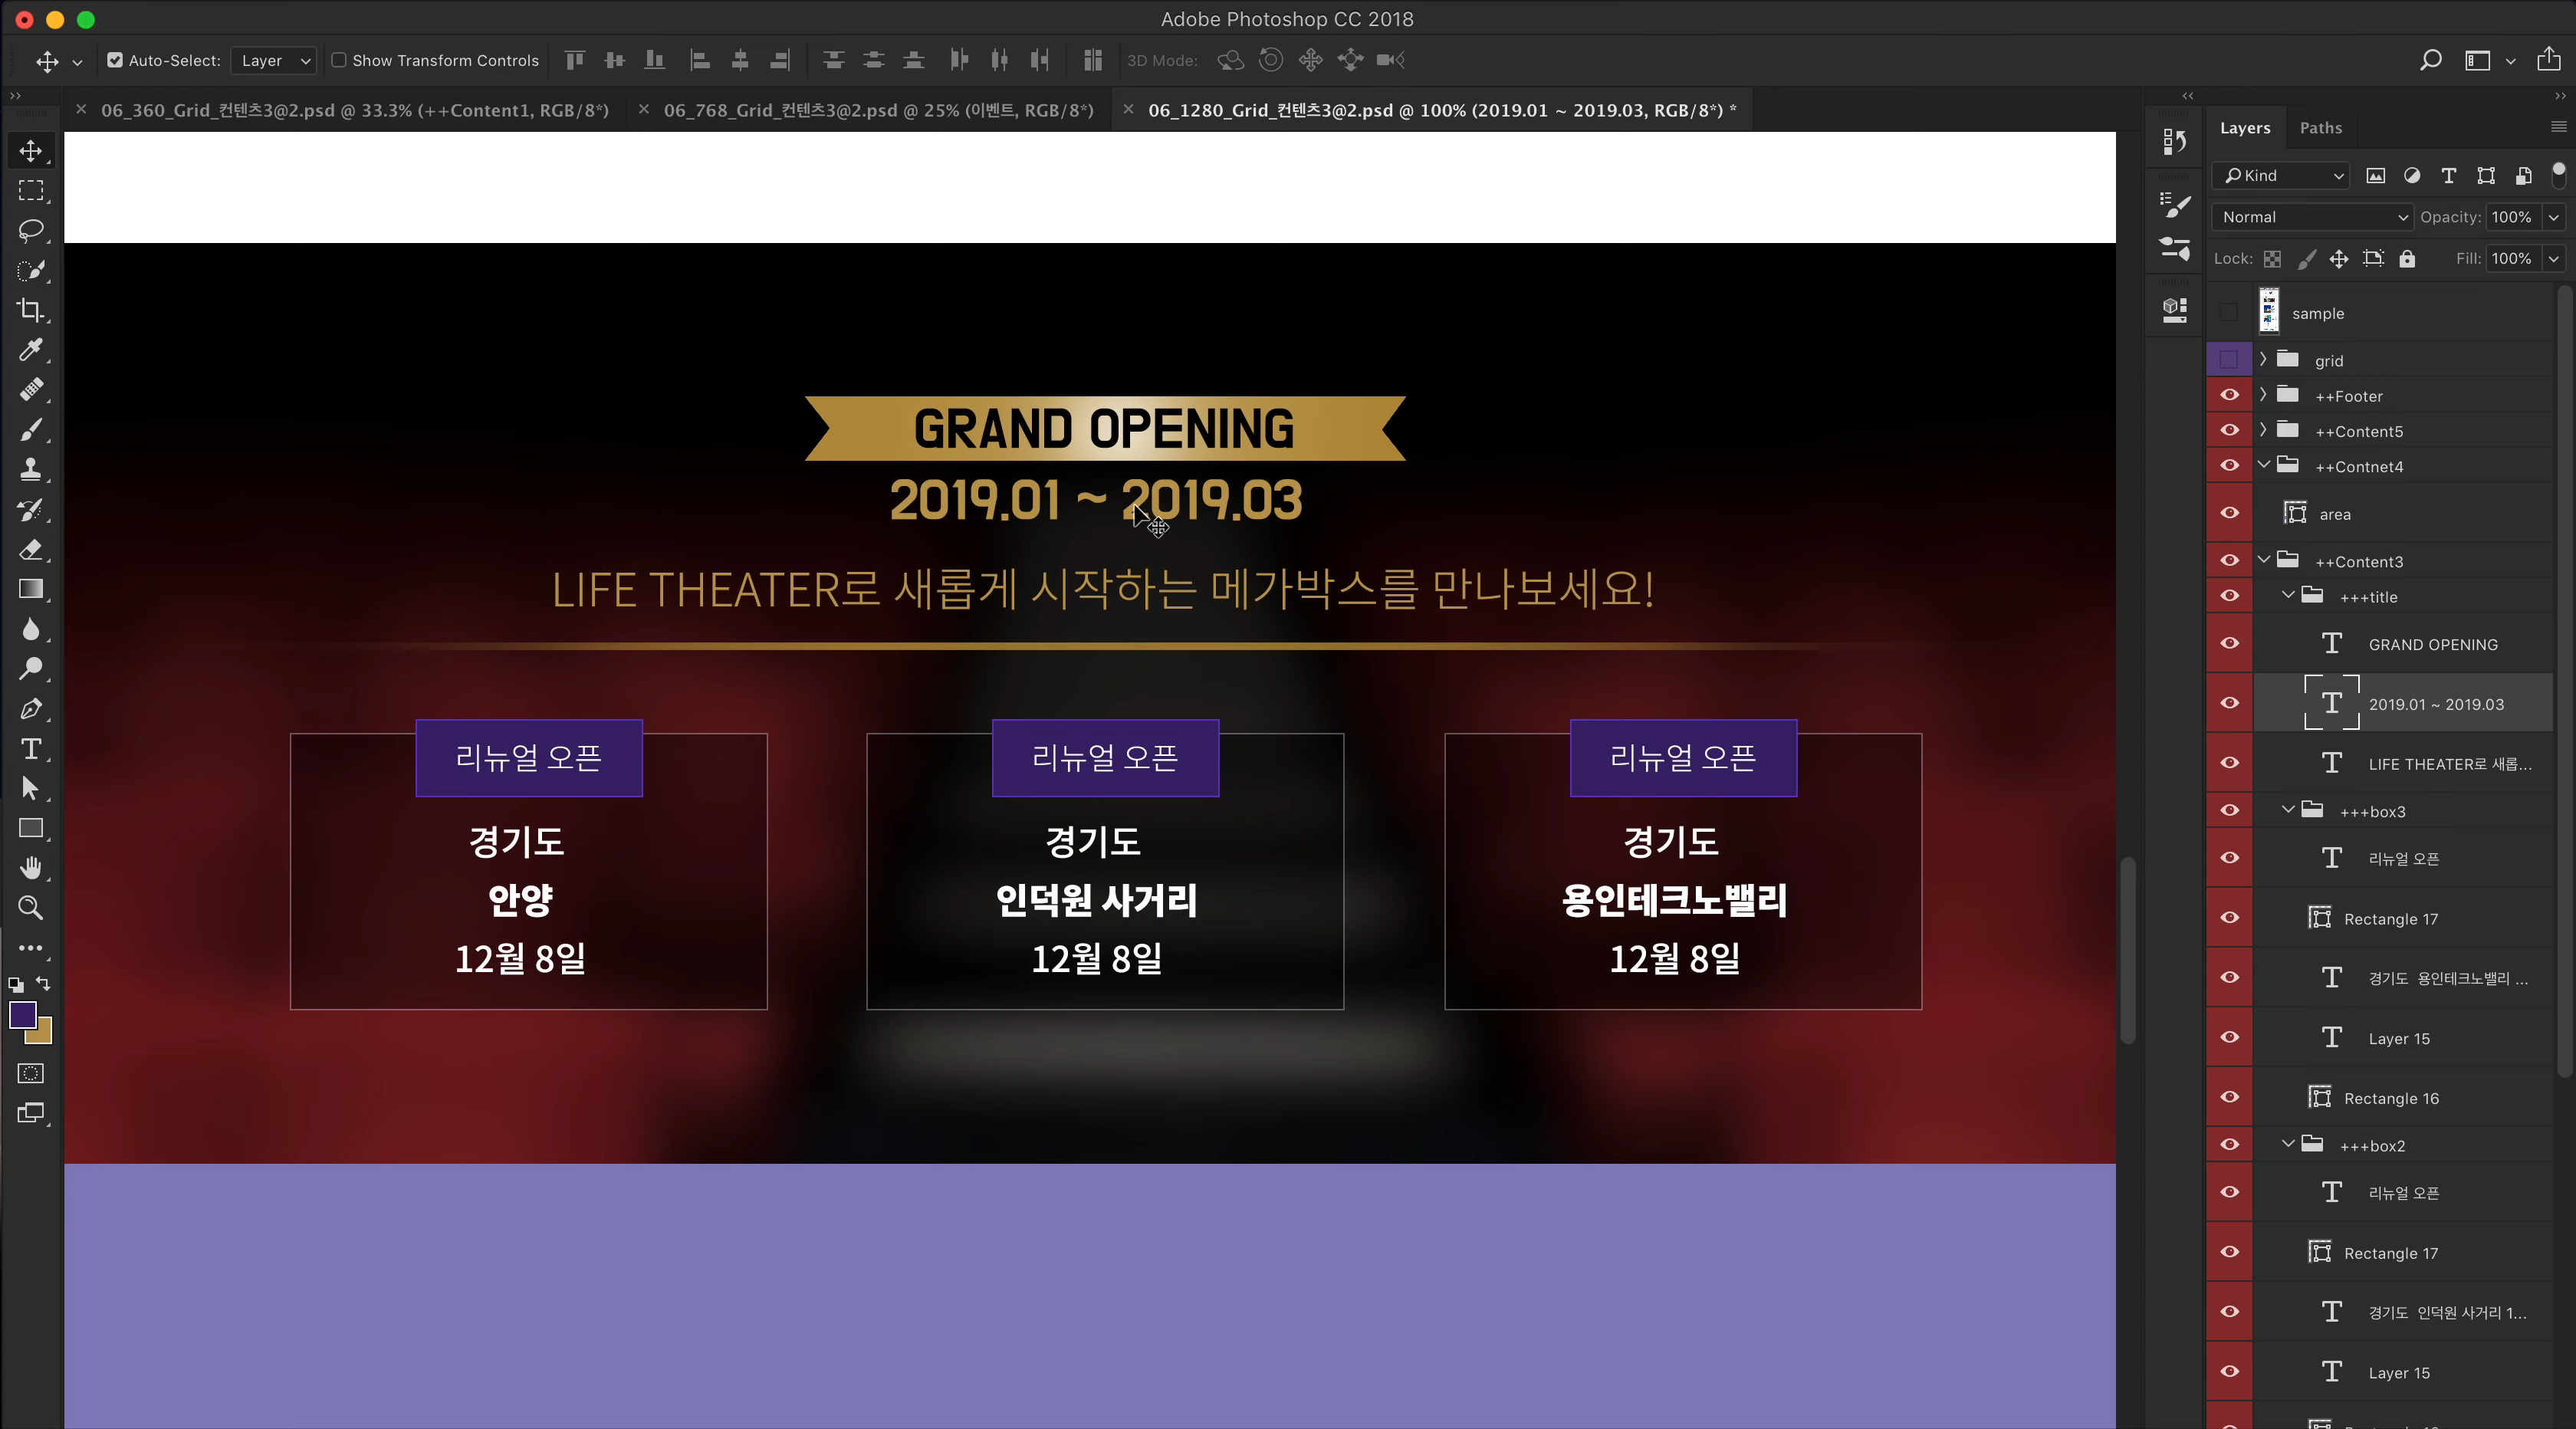 Adobe Photoshop CC 2018
Auto-Select: Layer Show Transform Controls 3D Mode:
06_360_Grid_컨텐츠3@2.psd @ 33.3% (++Content1, RGB/8*) 06_768_Grid_컨텐츠3@2.psd @ 25% (이벤트, RGB/8*) 06_1280_Grid_컨텐츠3@2.psd @ 100% (2019.01 ~ 2019.03, RGB/8*) *
GRAND OPENING
2019.01 ~ 2019.03
LIFE THEATER로 새롭게 시작하는 메가박스를 만나보세요!
리뉴얼 오픈
경기도
안양
12월 8일
리뉴얼 오픈
경기도
인덕원 사거리
12월 8일
리뉴얼 오픈
경기도
용인테크노밸리
12월 8일
Layers Paths
Kind
Normal Opacity: 100%
Lock: Fill: 100%
sample
grid
++Footer
++Content5
++Contnet4
area
++Content3
+++title
GRAND OPENING
2019.01 ~ 2019.03
LIFE THEATER로 새롭...
+++box3
리뉴얼 오픈
Rectangle 17
경기도 용인테크노밸리 ...
Layer 15
Rectangle 16
+++box2
리뉴얼 오픈
Rectangle 17
경기도 인덕원 사거리 1...
Layer 15